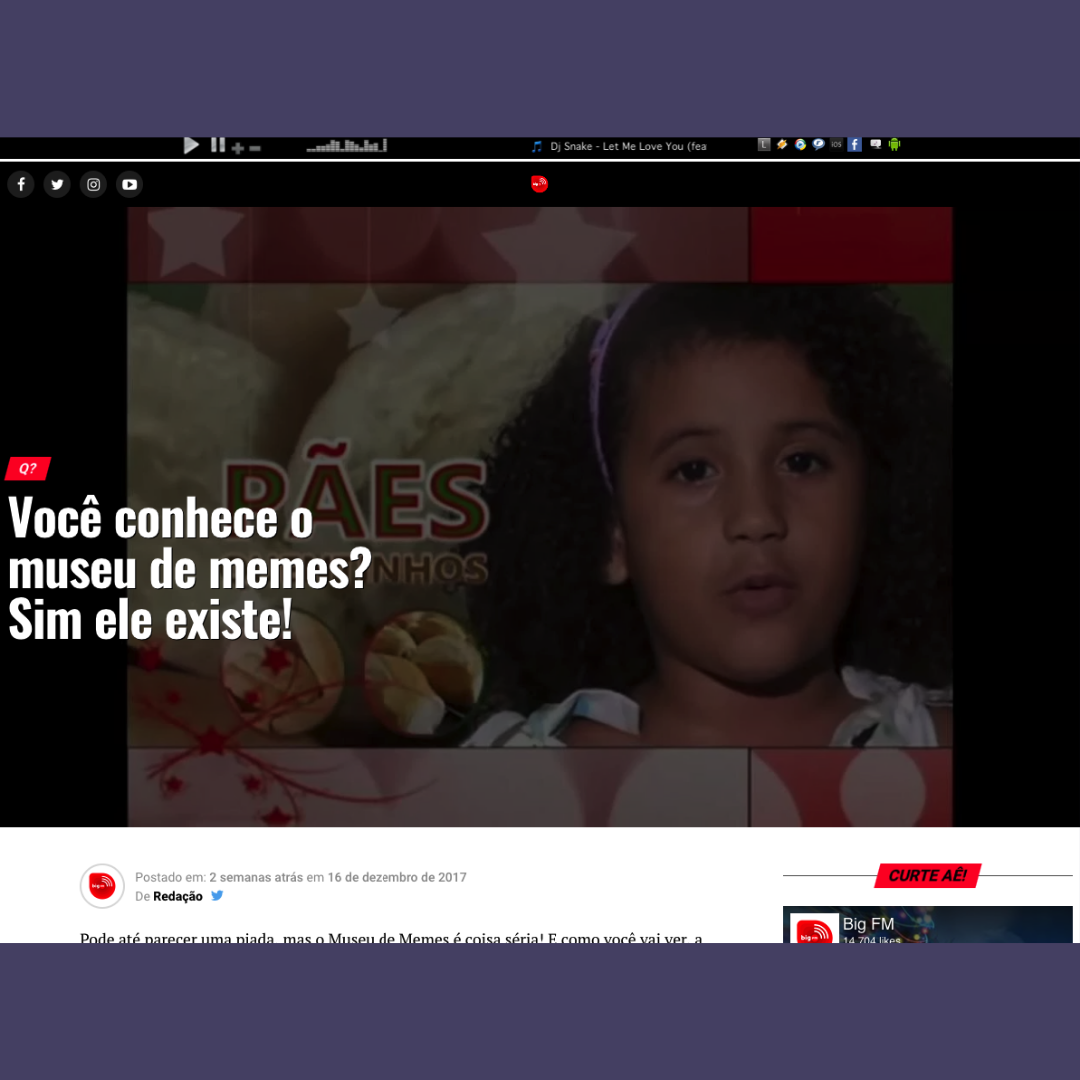 Dj Snake - Let Me Love You (fea
iOS
PÃES
NHOS
Q?
Você conhece o
museu de memes?
Sim ele existe!
Postado em: 2 semanas atrás em 16 de dezembro de 2017
De Redação
CURTE AÊ!
Big FM
14.704 likes
Pode até parecer uma piada, mas o Museu de Memes é coisa séria! E como você vai ver, a